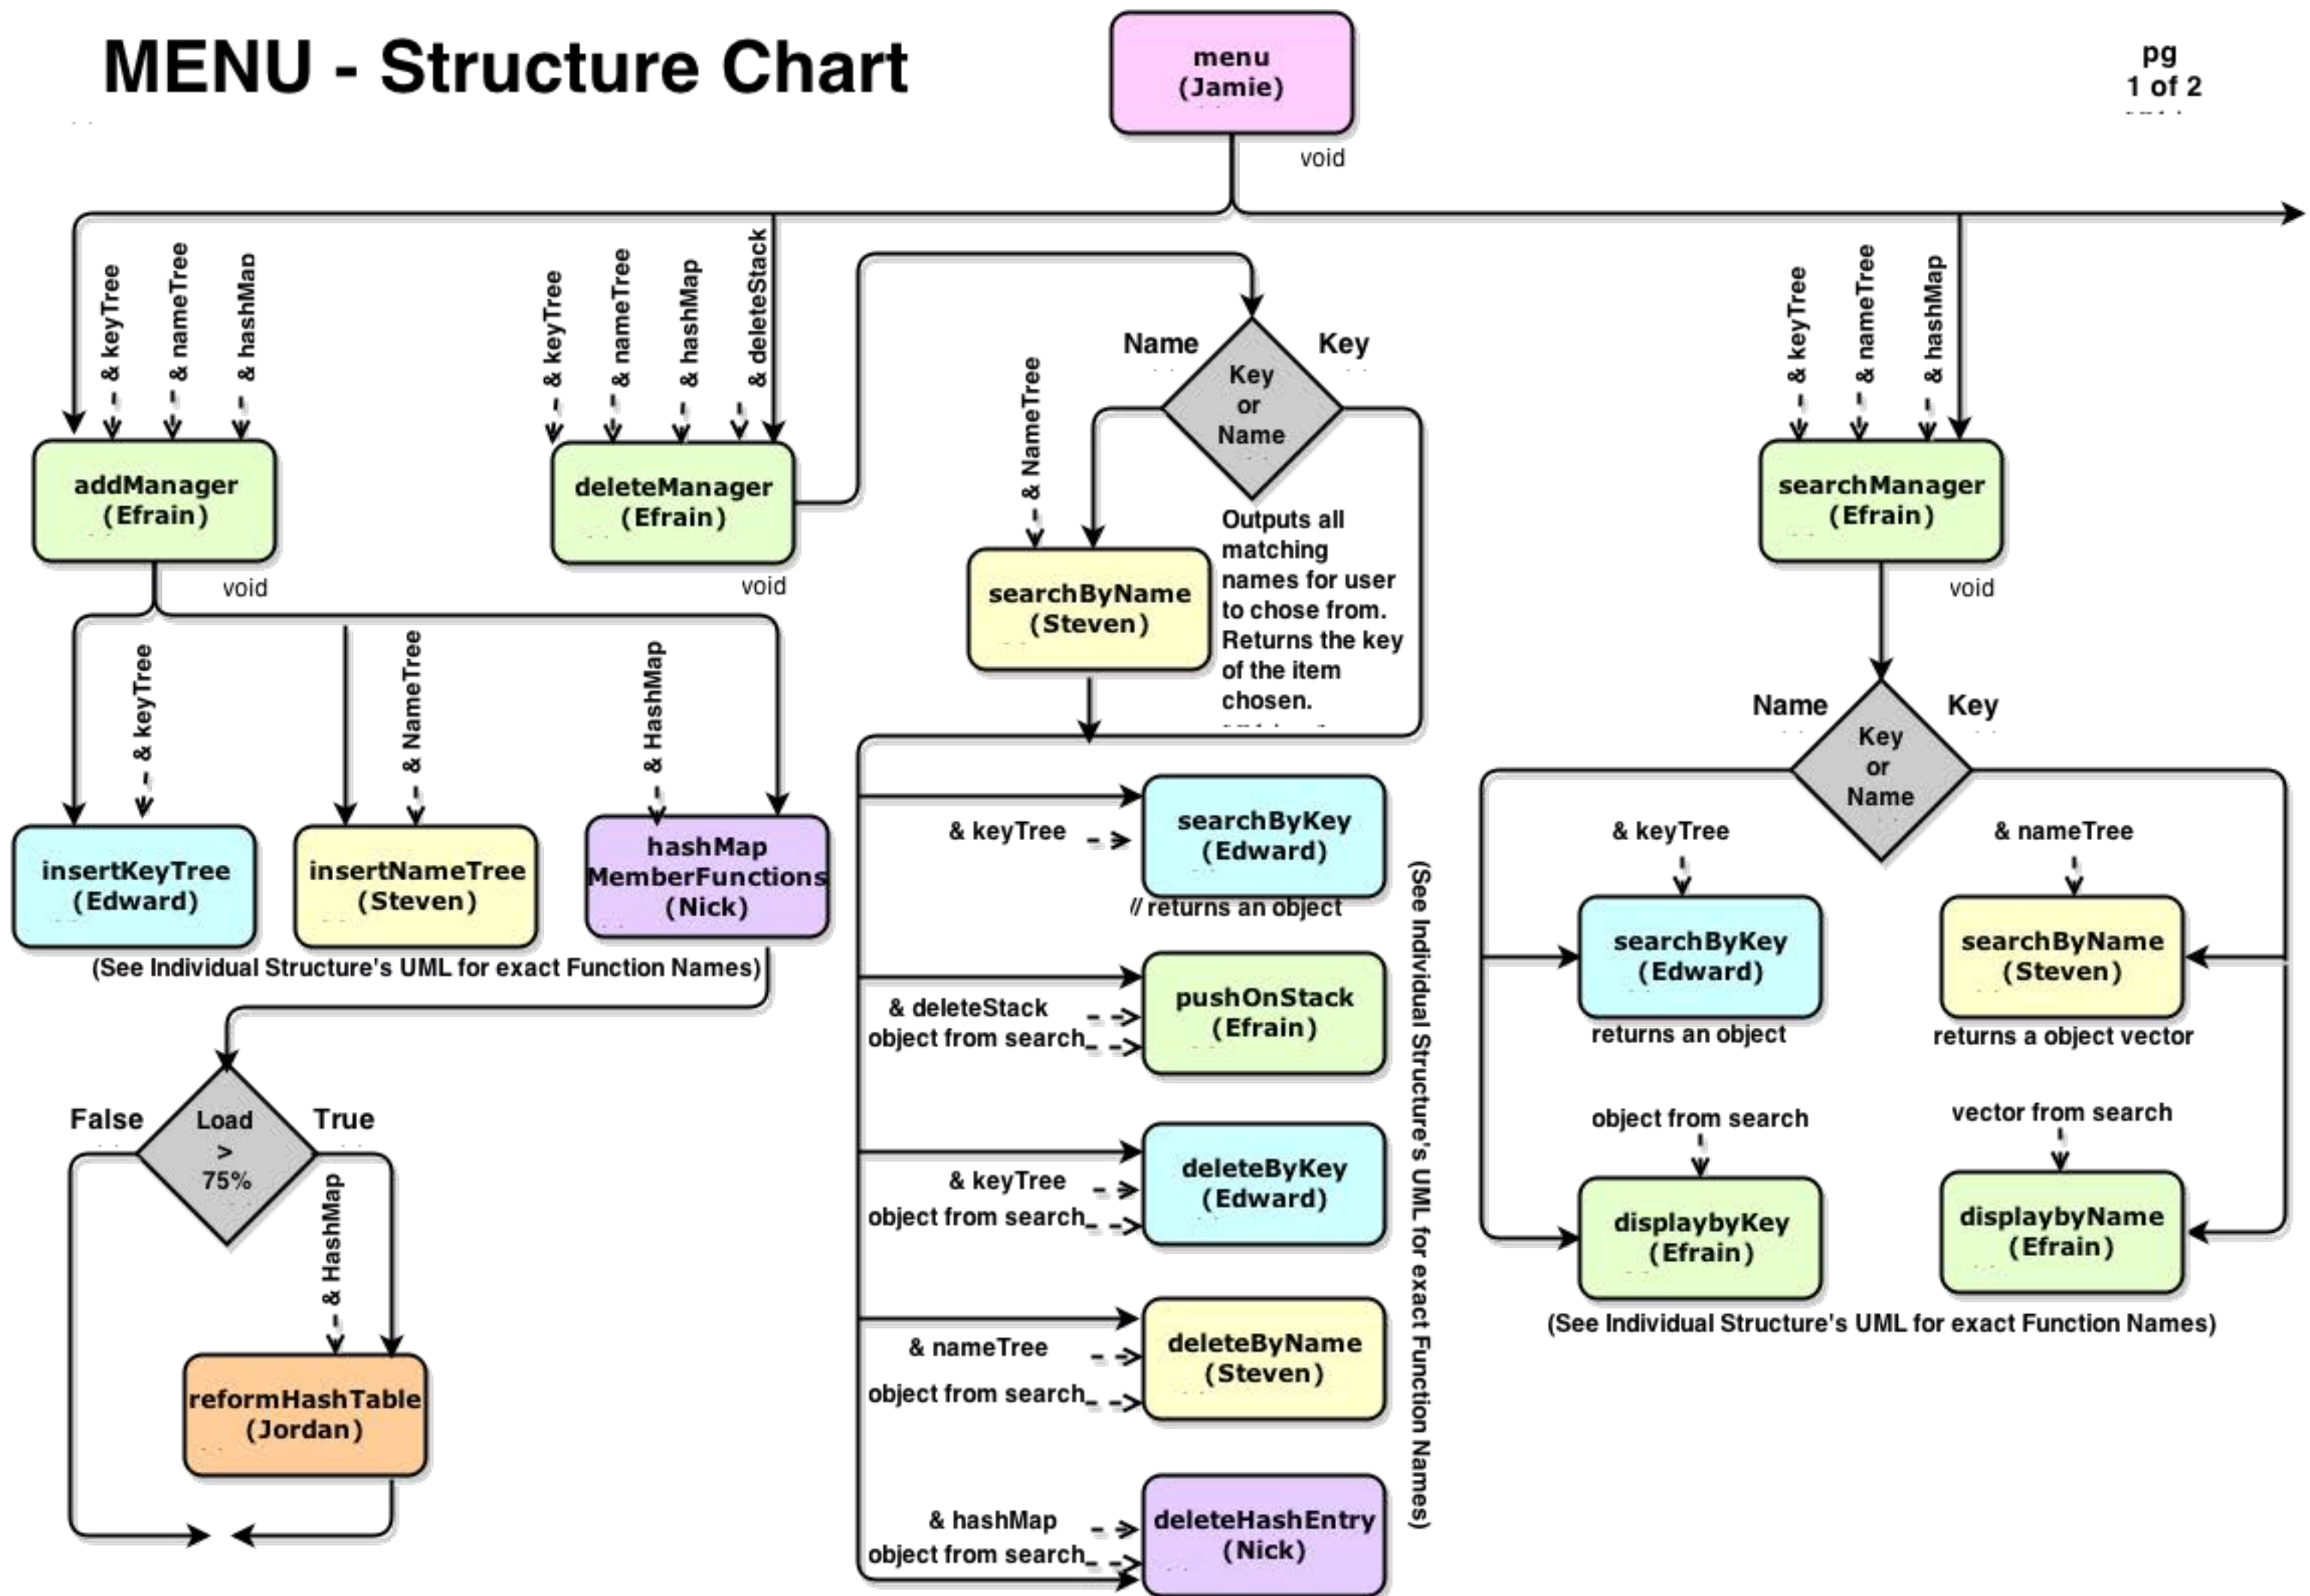 MENU - Structure Chart
menu
(Jamie)
pg
1 of 2
void
& keyTree
& nameTree
& hashMap
addManager
(Efrain)
void
& keyTree
& nameTree
& hashMap
& deleteStack
deleteManager
(Efrain)
void
Name
Key
Key
or
Name
& NameTree
searchByName
(Steven)
Outputs all
matching
names for user
to chose from.
Returns the key
of the item
chosen.
& keyTree
& nameTree
& hashMap
searchManager
(Efrain)
void
& keyTree
& NameTree
& HashMap
insertKeyTree
(Edward)
insertNameTree
(Steven)
hashMap
MemberFunctions
(Nick)
(See Individual Structure's UML for exact Function Names)
False
True
Load
>
75%
& HashMap
reformHashTable
(Jordan)
& keyTree
searchByKey
(Edward)
// returns an object
& deleteStack
object from search
pushOnStack
(Efrain)
& keyTree
object from search
deleteByKey
(Edward)
& nameTree
object from search
deleteByName
(Steven)
& hashMap
object from search
deleteHashEntry
(Nick)
(See Individual Structure's UML for exact Function Names)
Name
Key
Key
or
Name
& keyTree
& nameTree
searchByKey
(Edward)
returns an object
searchByName
(Steven)
returns a object vector
object from search
vector from search
displaybyKey
(Efrain)
displaybyName
(Efrain)
(See Individual Structure's UML for exact Function Names)